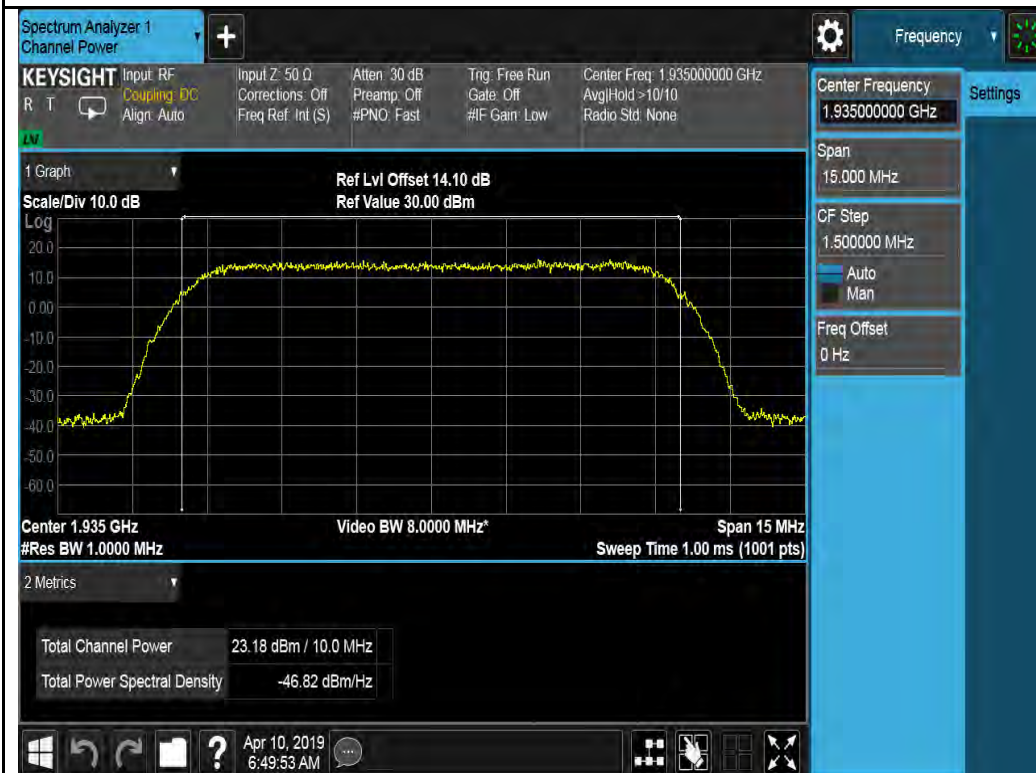 Spectrum Analyzer 1
Channel Power
+
Frequency
KEYSIGHT
R T
LXI
Input: RF
Coupling: DC
Align: Auto
Input Z: 50 Ω
Corrections: Off
Freq Ref: Int (S)
Atten: 30 dB
Preamp: Off
#PNO: Fast
Trig: Free Run
Gate: Off
#IF Gain: Low
Center Freq: 1.935000000 GHz
Avg|Hold >10/10
Radio Std: None
1 Graph
Scale/Div 10.0 dB
Ref Lvl Offset 14.10 dB
Ref Value 30.00 dBm
Log
20.0
10.0
0.00
-10.0
-20.0
-30.0
-40.0
-50.0
-60.0
Center 1.935 GHz
#Res BW 1.0000 MHz
Video BW 8.0000 MHz*
Span 15 MHz
Sweep Time 1.00 ms (1001 pts)
2 Metrics
Total Channel Power 23.18 dBm / 10.0 MHz
Total Power Spectral Density -46.82 dBm/Hz
?
Apr 10, 2019
6:49:53 AM
Center Frequency
1.935000000 GHz
Span
15.000 MHz
CF Step
1.500000 MHz
Auto
Man
Freq Offset
0 Hz
Settings